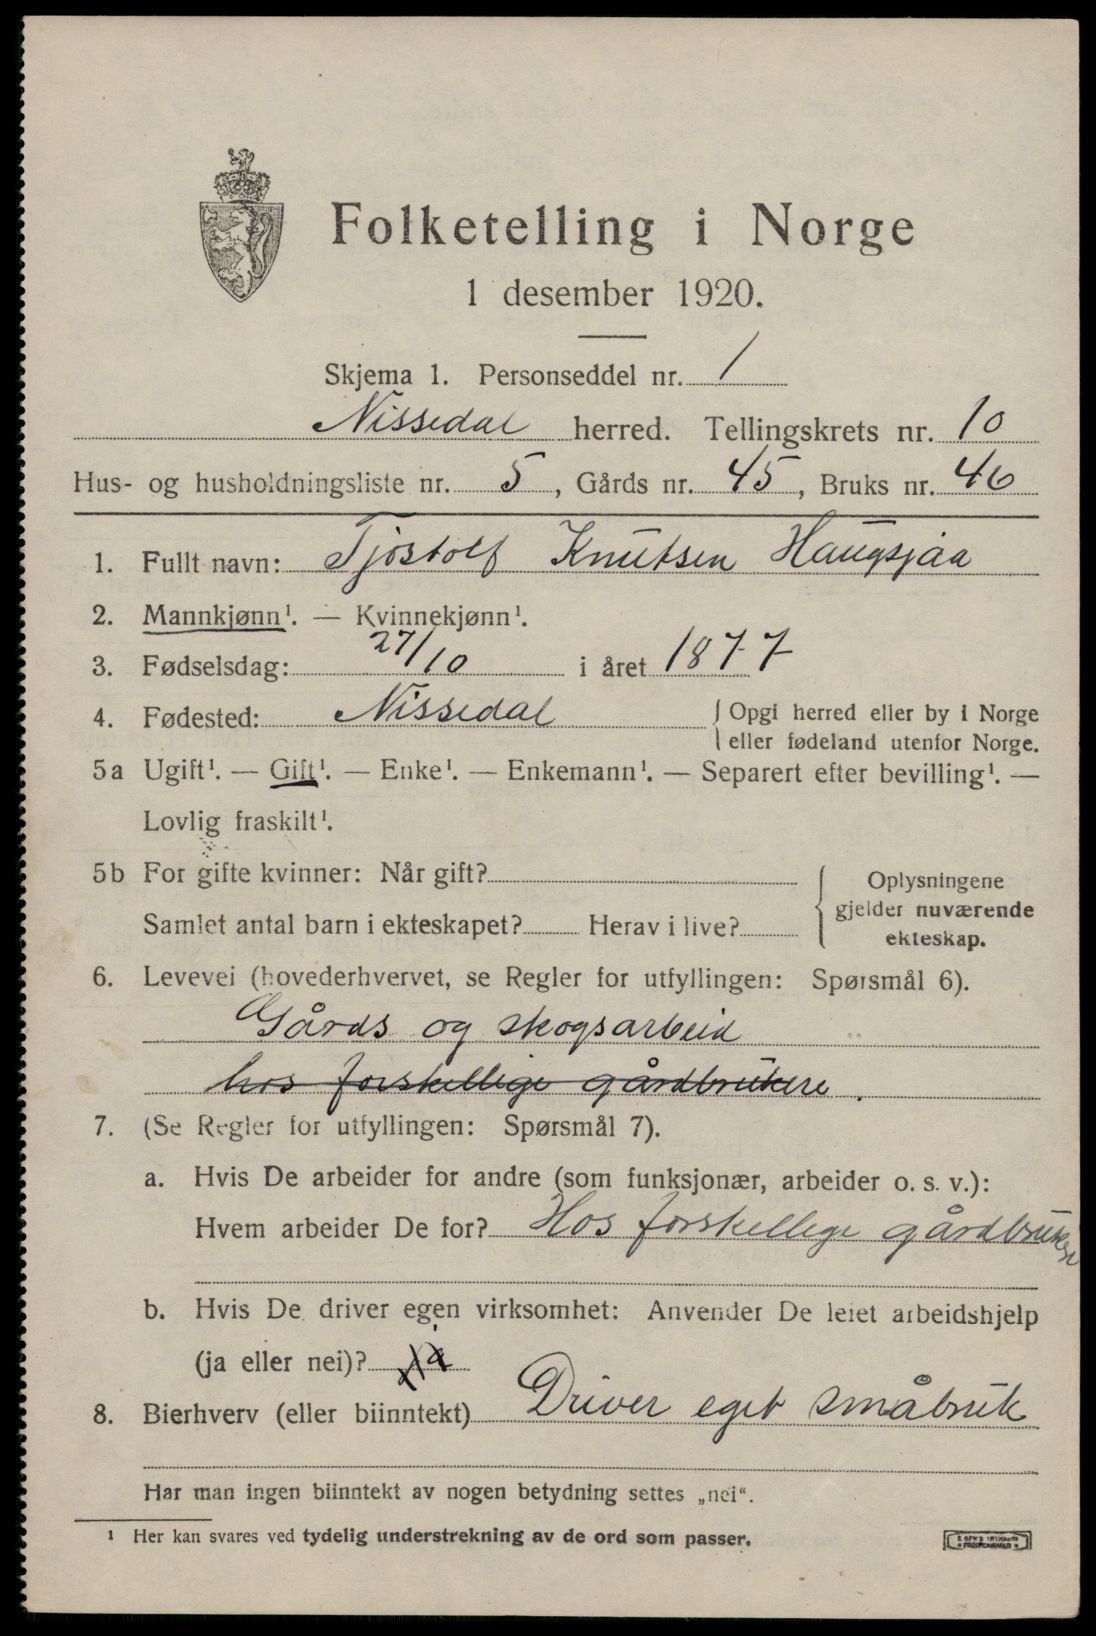 Folketelling i Norge
1 desember 1920.
Skjema 1. Personseddel nr. 1
Nissedal herred. Tellingskrets nr. 10
Hus- og husholdningsliste nr. 5, Gårds nr. 45, Bruks nr. 46
1. Fullt navn: Tjostolf Knutsen Haugsjåa
2. Mannkjønn¹. — Kvinnekjønn¹.
3. Fødselsdag: 27/10 i året 1877
4. Fødested: Nissedal { Opgi herred eller by i Norge
eller fødeland utenfor Norge.
5a Ugift¹. — Gift¹. — Enke¹. — Enkemann¹. — Separert efter bevilling¹. —
Lovlig fraskilt¹.
5b For gifte kvinner: Når gift?
Samlet antal barn i ekteskapet? Herav i live?
Oplysningene
gjelder nuværende
ekteskap.
6. Levevei (hovederhvervet, se Regler for utfyllingen: Spørsmål 6).
Gårds og skogsarbeid
hos forskellige gårdbrukere.
7. (Se Regler for utfyllingen: Spørsmål 7).
a. Hvis De arbeider for andre (som funksjonær, arbeider o. s. v.):
Hvem arbeider De for? Hos forskellige gårdbrukere
b. Hvis De driver egen virksomhet: Anvender De leiet arbeidshjelp
(ja eller nei)?
8. Bierhverv (eller biinntekt) Driver eget småbruk
Har man ingen biinntekt av nogen betydning settes „nei“.
¹ Her kan svares ved tydelig understrekning av de ord som passer.